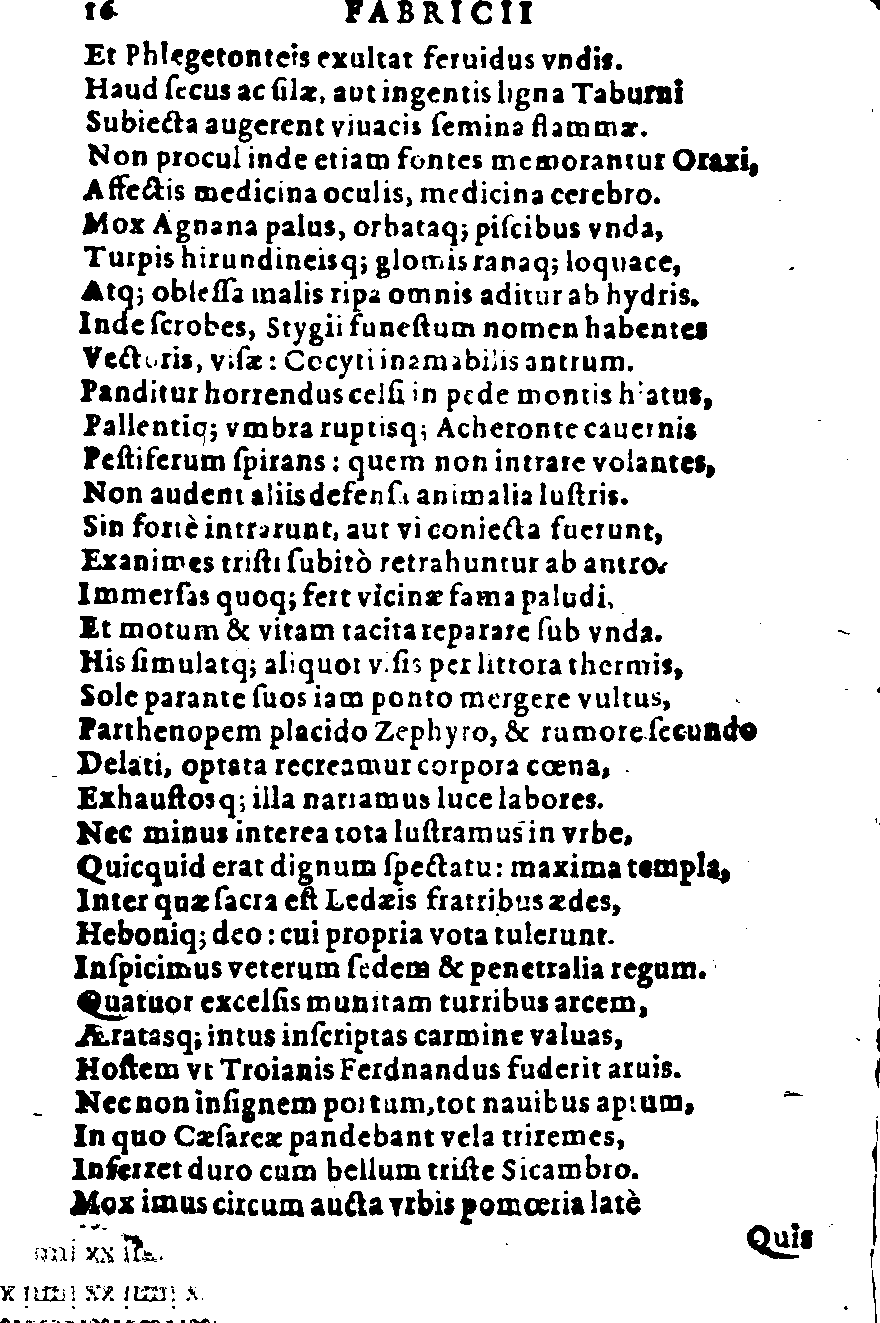 16 FABRICII
Et Phlegetonteis exultat feruidus vndis.
Haud ſecus ac ſilæ, aut ingentis ligna Taburni
Subiecta augerent viuacis ſemina flammæ.
Non procul inde etiam fontes memorantur Oraxi,
Affectis medicina oculis, medicina cerebro.
Mox Agnana palus, orbataq; piſcibus vnda,
Turpis hirundineisq; glomis ranaq; loquace,
Atq; obleſſa malis ripa omnis aditur ab hydris.
Inde ſcrobes, Stygii funeſtum nomen habentes
Vectoris, viſæ: Cocyti inamabilis antrum.
Panditur horrendus celſi in pede montis hiatus,
Pallentiq; vmbra ruptisq; Acheronte cauernis
Peſtiferum ſpirans: quem non intrare volantes,
Non audent aliis defenſa animalia luſtris.
Sin fortè intrarunt, aut vi coniecta fuerunt,
Exanimes triſti ſubitò retrahuntur ab antro.
Immerſas quoq; fert vicinæ fama paludi,
Et motum & vitam tacita reparare ſub vnda.
His ſimulatq; aliquot viſis per littora thermis,
Sole parante ſuos iam ponto mergere vultus,
Parthenopem placido Zephyro, & rumore ſecundo
Delati, optata recreamur corpora cœna,
Exhauſtosq; illa narramus luce labores.
Nec minus interea tota luſtramus in vrbe,
Quicquid erat dignum ſpectatu: maxima templa,
Inter quæ ſacra eſt Ledæis fratribus ædes,
Heboniq; deo: cui propria vota tulerunt.
Inſpicimus veterum ſedem & penetralia regum.
Quatuor excelſis munitam turribus arcem,
Æratasq; intus inſcriptas carmine valuas,
Hoſtem vt Troianis Ferdnandus fuderit aruis.
Nec non inſignem portum, tot nauibus aptum,
In quo Cæſareæ pandebant vela triremes,
Inferret duro cum bellum triſte Sicambro.
Mox imus circum aucta vrbis pomœria latè
Quis